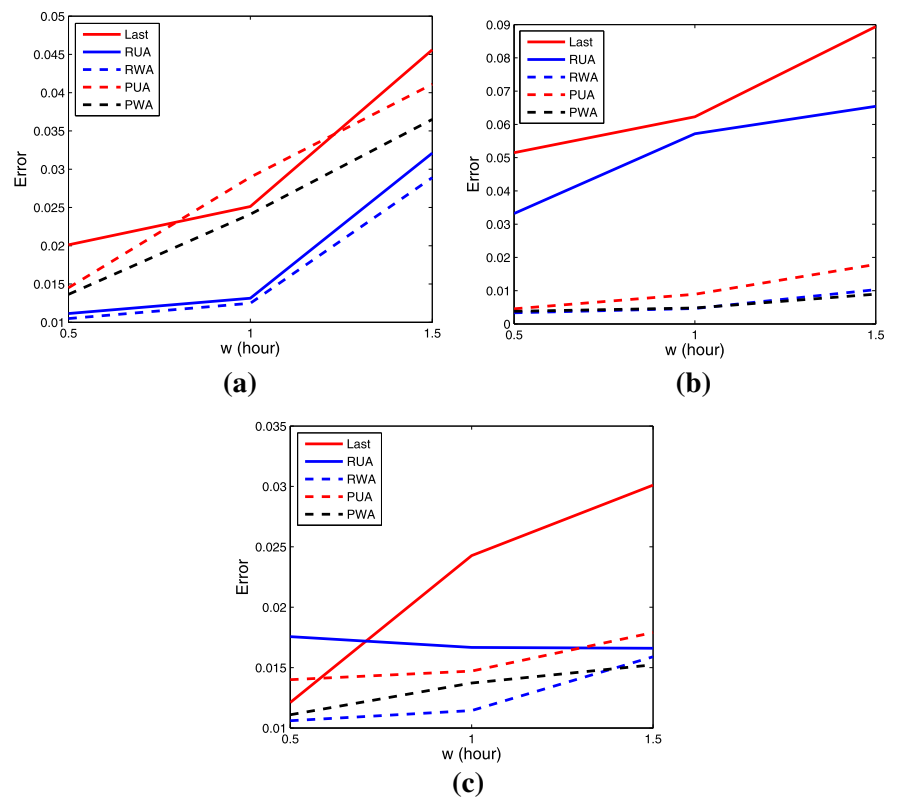 0.05
0.045
0.04
0.035
0.03
0.025
0.02
0.015
0.01
Error
Last
RUA
RWA
PUA
PWA
0.5
1
1.5
w (hour)
(a)
0.09
0.08
0.07
0.06
0.05
0.04
0.03
0.02
0.01
0
Error
Last
RUA
RWA
PUA
PWA
0.5
1
1.5
w (hour)
(b)
0.035
0.03
0.025
0.02
0.015
0.01
Error
Last
RUA
RWA
PUA
PWA
0.5
1
1.5
w (hour)
(c)